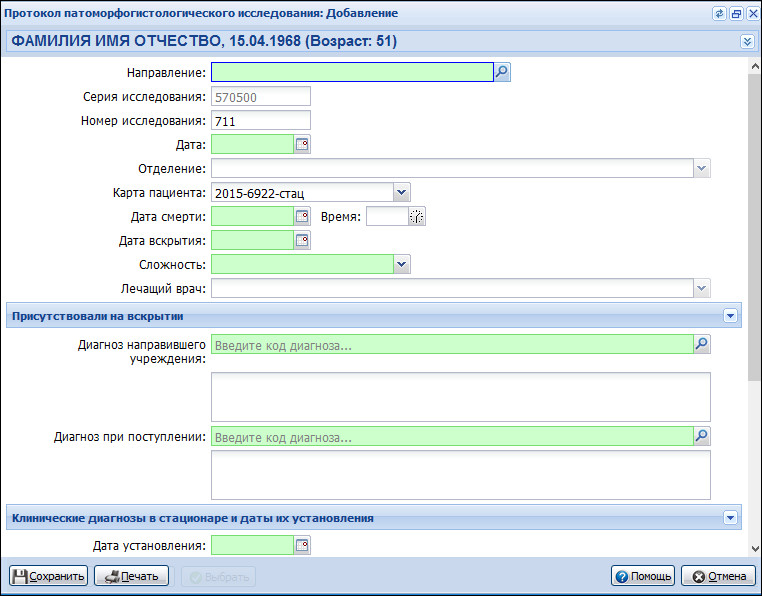 Протокол патоморфогистологического исследования: Добавление
ФАМИЛИЯ ИМЯ ОТЧЕСТВО, 15.04.1968 (Возраст: 51)
Направление:
Серия исследования: 570500
Номер исследования: 711
Дата:
Отделение:
Карта пациента: 2015-6922-стац
Дата смерти: Время:
Дата вскрытия:
Сложность:
Лечащий врач:
Присутствовали на вскрытии
Диагноз направившего учреждения: Введите код диагноза...
Диагноз при поступлении: Введите код диагноза...
Клинические диагнозы в стационаре и даты их установления
Дата установления:
Сохранить Печать Выбрать Помощь Отмена